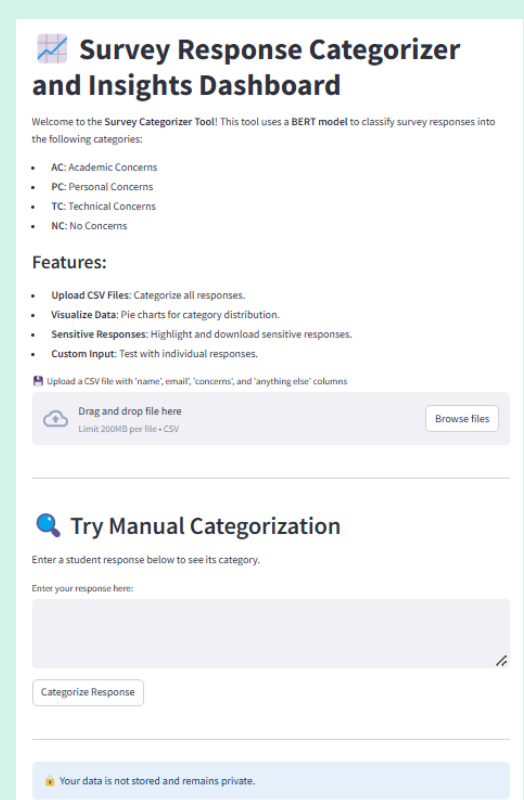 📈 Survey Response Categorizer
and Insights Dashboard
Welcome to the Survey Categorizer Tool! This tool uses a BERT model to classify survey responses into
the following categories:
• AC: Academic Concerns
• PC: Personal Concerns
• TC: Technical Concerns
• NC: No Concerns
Features:
• Upload CSV Files: Categorize all responses.
• Visualize Data: Pie charts for category distribution.
• Sensitive Responses: Highlight and download sensitive responses.
• Custom Input: Test with individual responses.
💾 Upload a CSV file with 'name', email', 'concerns', and 'anything else' columns
Drag and drop file here
Limit 200MB per file • CSV
Browse files
🔍 Try Manual Categorization
Enter a student response below to see its category.
Enter your response here:
Categorize Response
🔒 Your data is not stored and remains private.